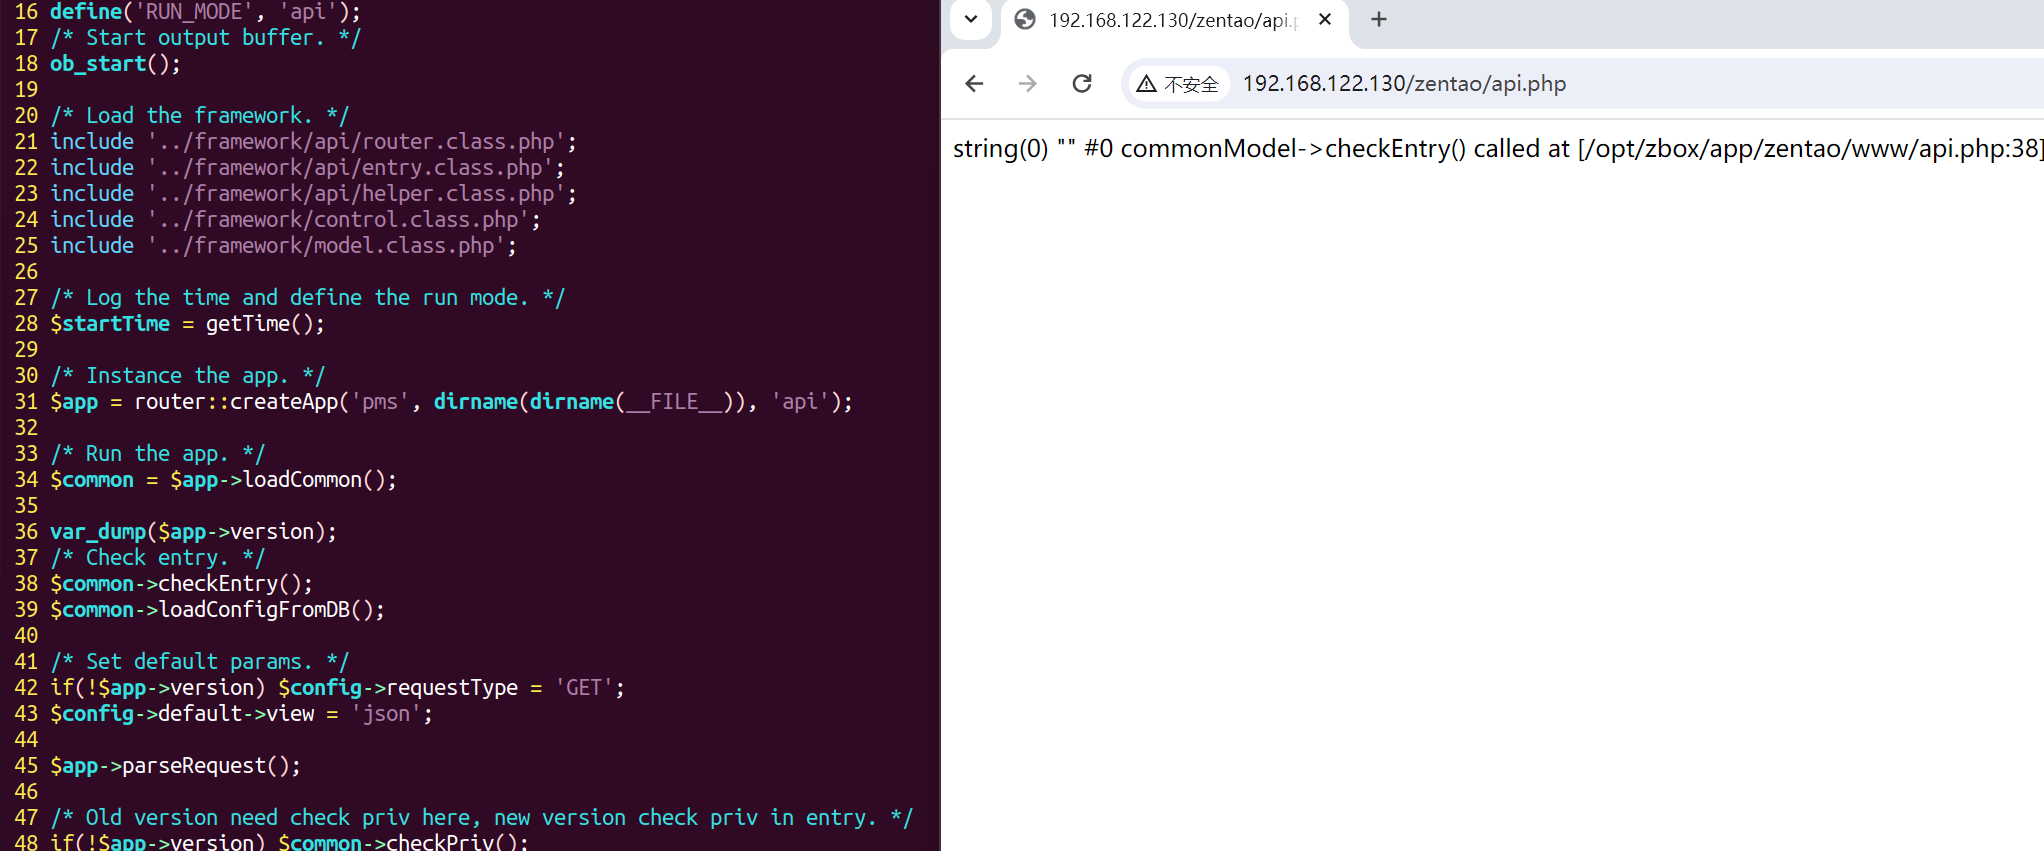 16 define('RUN_MODE', 'api');
17 /* Start output buffer. */
18 ob_start();
19
20 /* Load the framework. */
21 include '../framework/api/router.class.php';
22 include '../framework/api/entry.class.php';
23 include '../framework/api/helper.class.php';
24 include '../framework/control.class.php';
25 include '../framework/model.class.php';
26
27 /* Log the time and define the run mode. */
28 $startTime = getTime();
29
30 /* Instance the app. */
31 $app = router::createApp('pms', dirname(dirname(__FILE__)), 'api');
32
33 /* Run the app. */
34 $common = $app->loadCommon();
35
36 var_dump($app->version);
37 /* Check entry. */
38 $common->checkEntry();
39 $common->loadConfigFromDB();
40
41 /* Set default params. */
42 if(!$app->version) $config->requestType = 'GET';
43 $config->default->view = 'json';
44
45 $app->parseRequest();
46
47 /* Old version need check priv here, new version check priv in entry. */
48 if(!$app->version) $common->checkPriv();
192.168.122.130/zentao/api.p
不安全 192.168.122.130/zentao/api.php
string(0) "" #0 commonModel->checkEntry() called at [/opt/zbox/app/zentao/www/api.php:38]